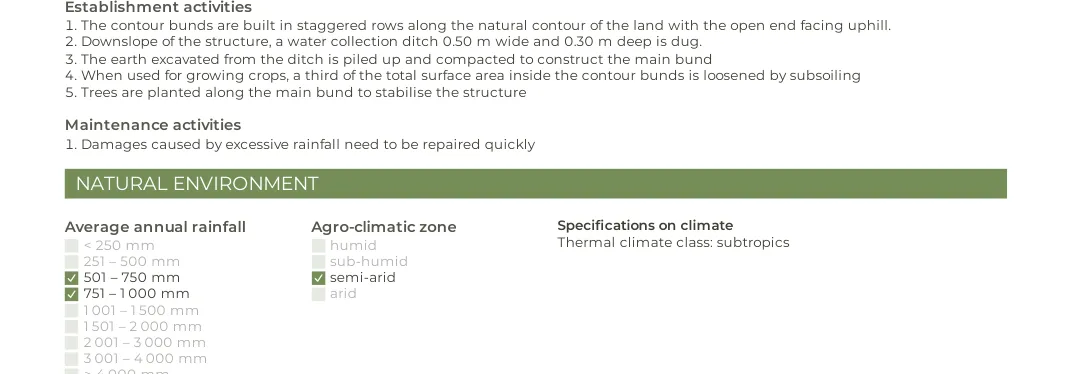 Establishment activities
1. The contour bunds are built in staggered rows along the natural contour of the land with the open end facing uphill.
2. Downslope of the structure, a water collection ditch 0.50 m wide and 0.30 m deep is dug.
3. The earth excavated from the ditch is piled up and compacted to construct the main bund
4. When used for growing crops, a third of the total surface area inside the contour bunds is loosened by subsoiling
5. Trees are planted along the main bund to stabilise the structure
Maintenance activities
1. Damages caused by excessive rainfall need to be repaired quickly
NATURAL ENVIRONMENT
Average annual rainfall
< 250 mm
251 – 500 mm
501 – 750 mm
751 – 1 000 mm
1 001 – 1 500 mm
1 501 – 2 000 mm
2 001 – 3 000 mm
3 001 – 4 000 mm
> 4 000 mm
Agro-climatic zone
humid
sub-humid
semi-arid
arid
Specifications on climate
Thermal climate class: subtropics